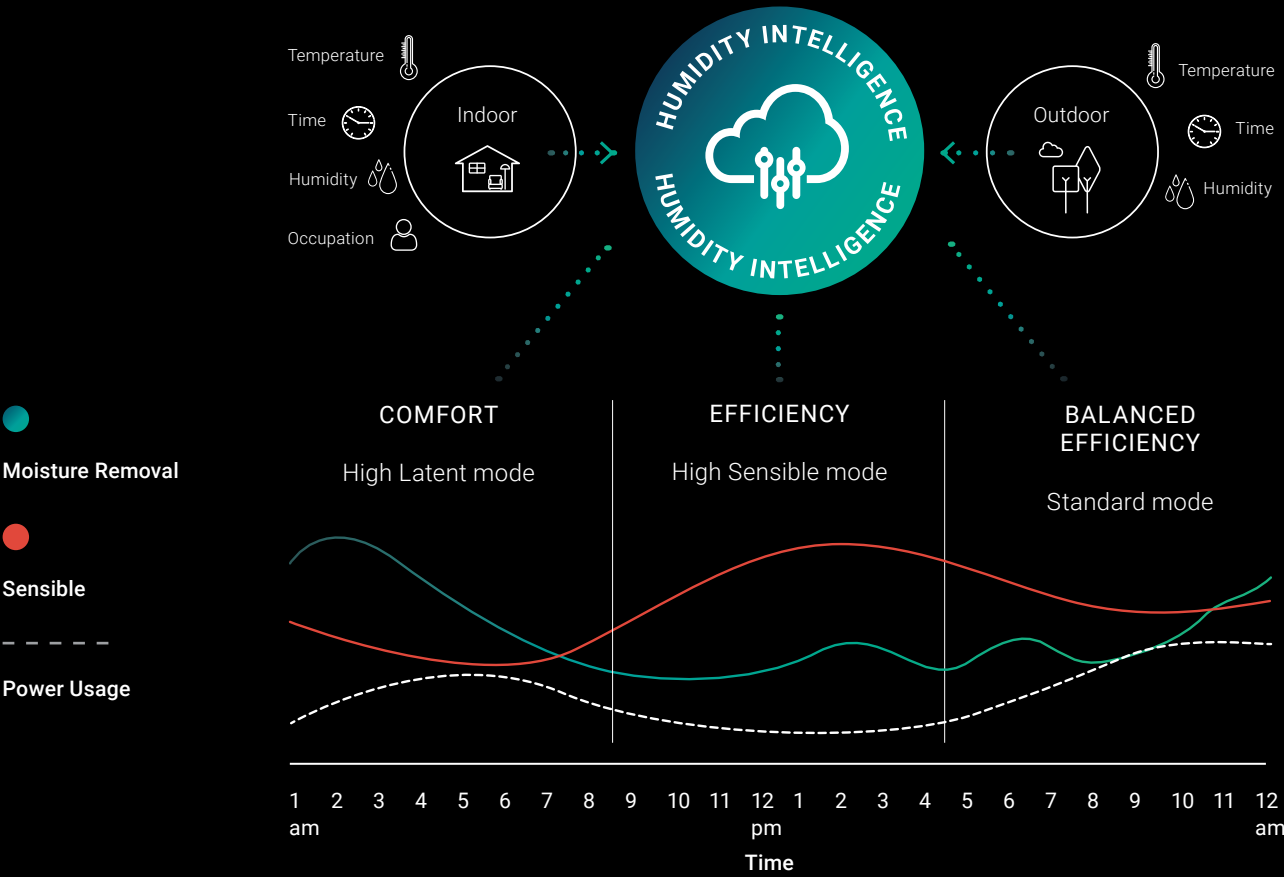 HUMIDITY INTELLIGENCE
HUMIDITY INTELLIGENCE
Temperature
Time
Humidity
Occupation
Indoor
Outdoor
Temperature
Time
Humidity
COMFORT
High Latent mode
EFFICIENCY
High Sensible mode
BALANCED
EFFICIENCY
Standard mode
Moisture Removal
Sensible
Power Usage
1 2 3 4 5 6 7 8 9 10 11 12 1 2 3 4 5 6 7 8 9 10 11 12
am pm am
Time